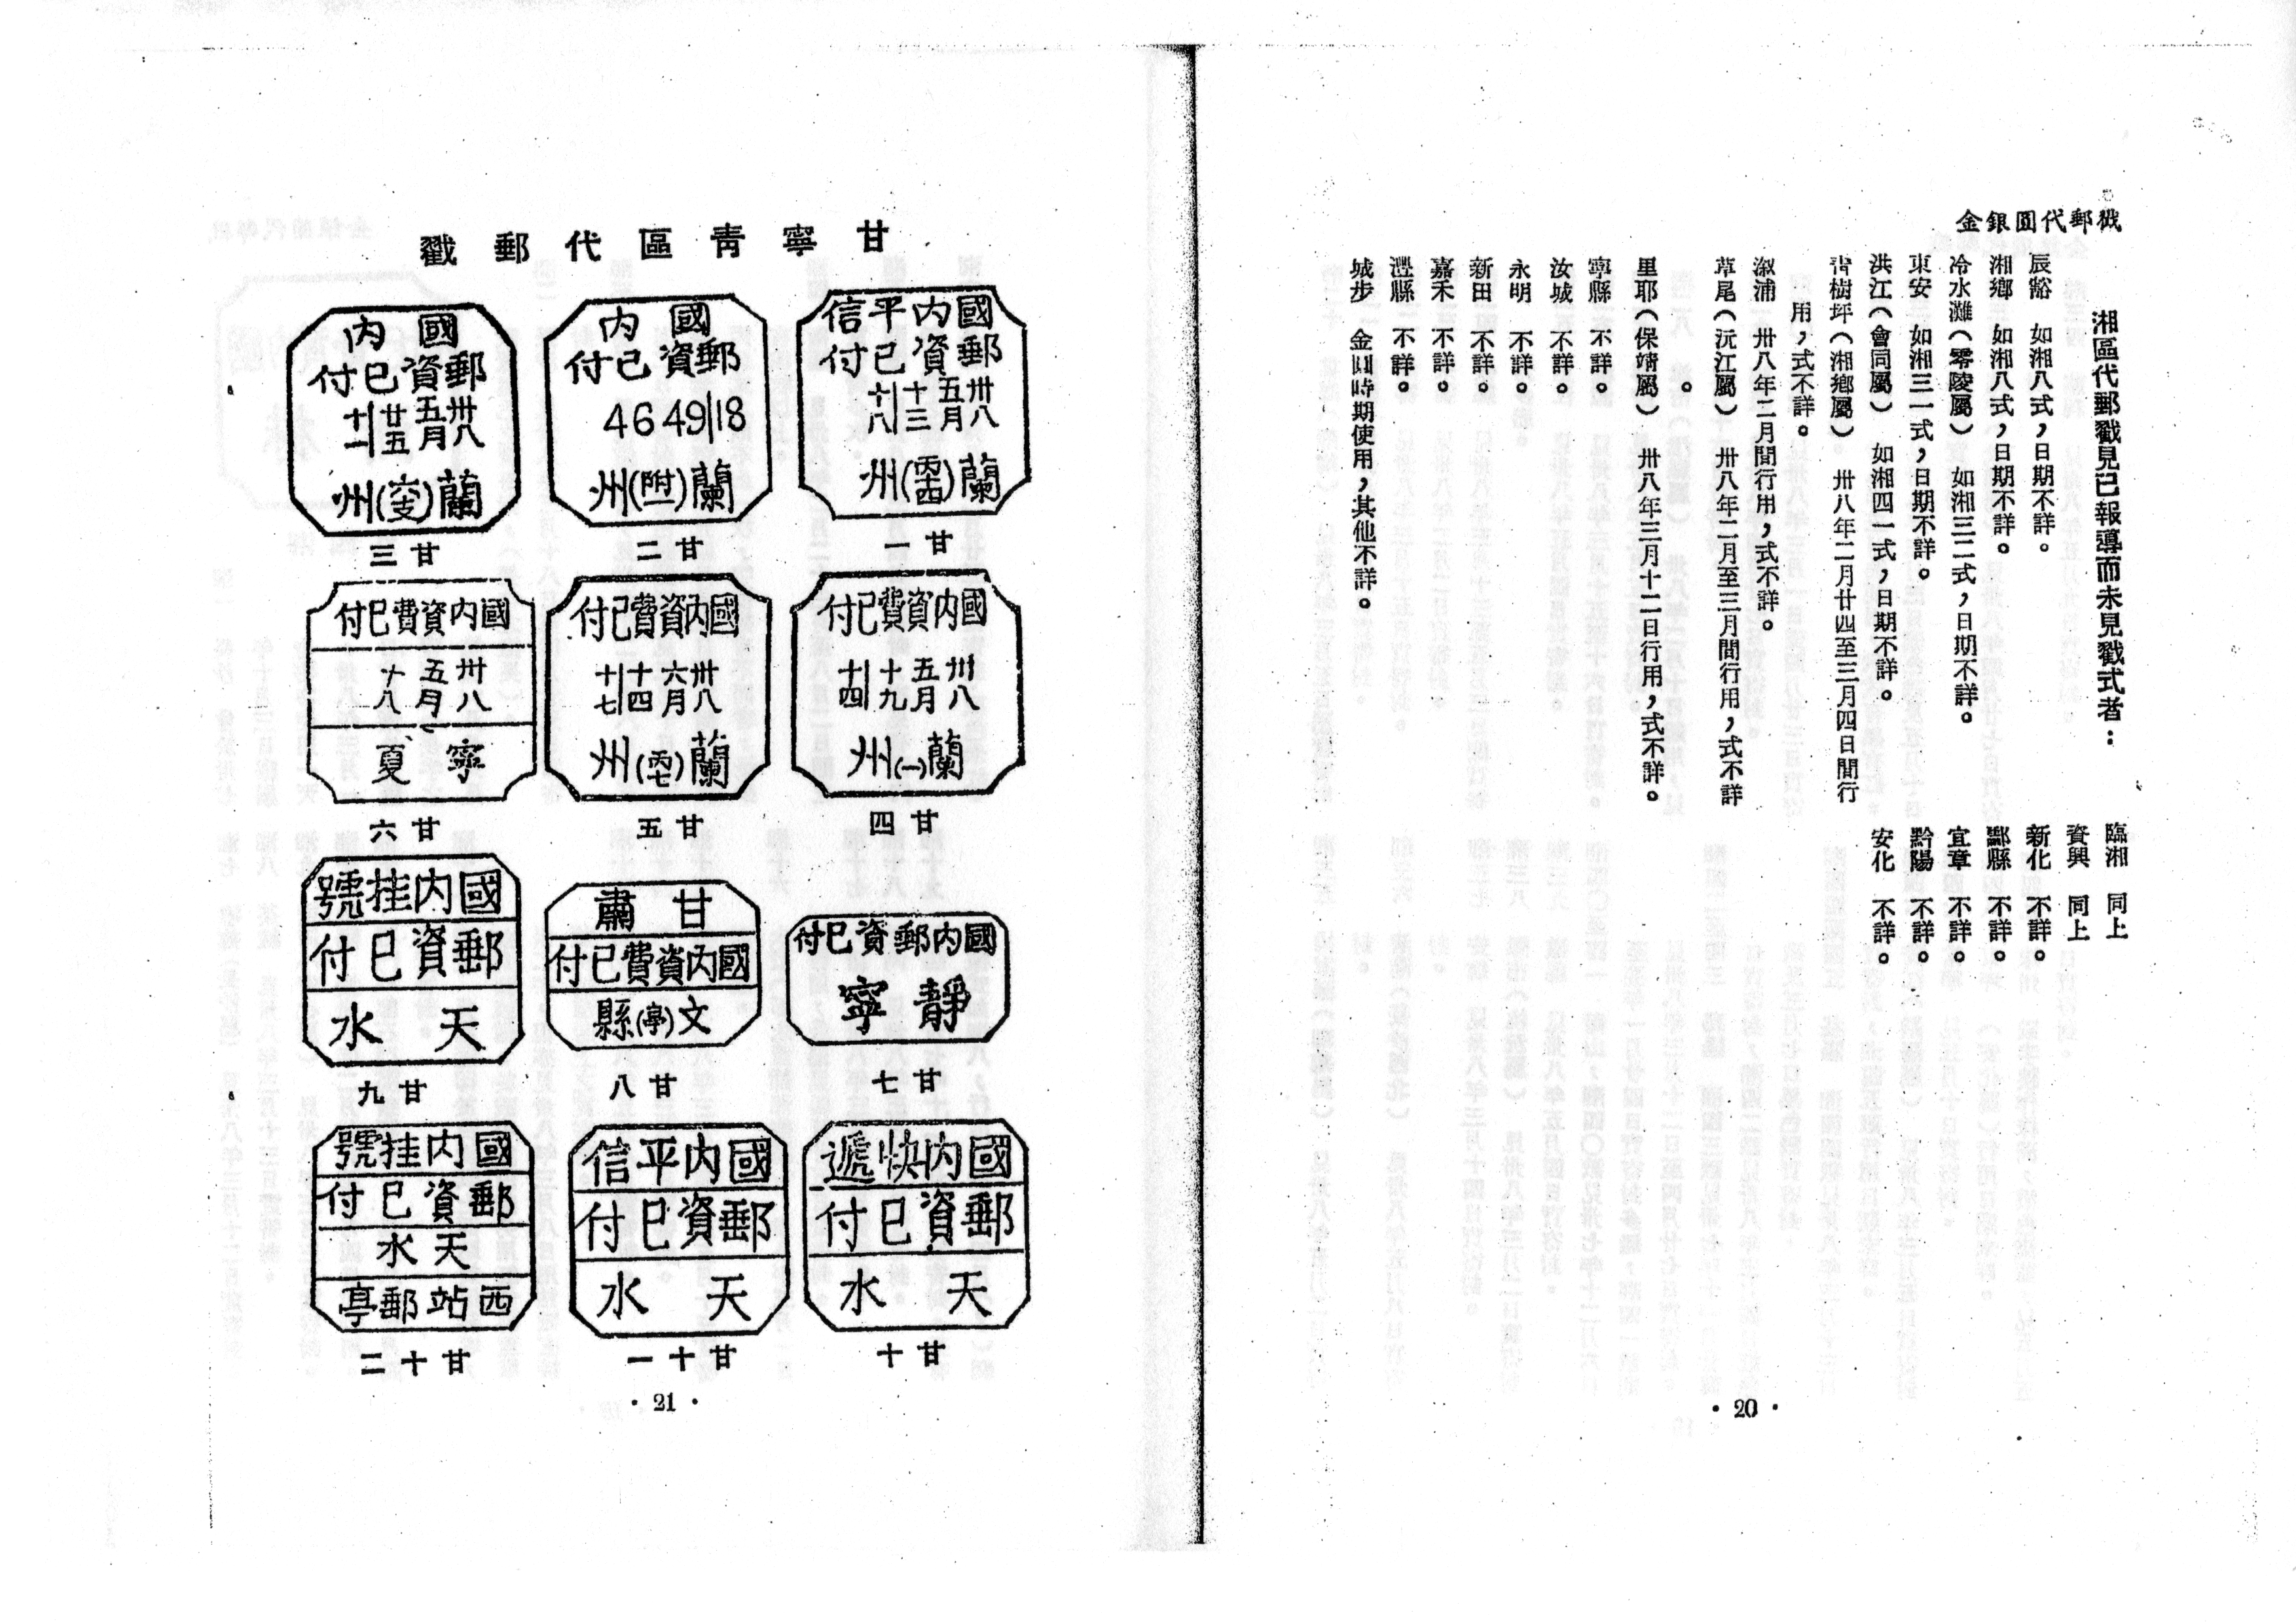 金銀圓代郵戳
湘區代郵戳見已報導而未見戳式者：
辰谿　如湘八式，日期不詳。
湘鄉　如湘八式，日期不詳。
冷水灘（零陵屬）　如湘三二式，日期不詳。
東安　如湘三一式，日期不詳。
洪江（會同屬）　如湘四一式，日期不詳。
青樹坪（湘鄉屬）　卅八年二月廿四至三月四日間行
用，式不詳。
溆浦　卅八年二月間行用，式不詳。
草尾（沅江屬）　卅八年二月至三月間行用，式不詳
。
里耶（保靖屬）　卅八年三月十二日行用，式不詳。
寧縣　不詳。
汝城　不詳。
永明　不詳。
新田　不詳。
嘉禾　不詳。
灃縣　不詳。
城步　金圓時期使用，其他不詳。
臨湘　同上
資興　同上
新化　不詳。
酃縣　不詳。
宜章　不詳。
黔陽　不詳。
安化　不詳。
· 20 ·
甘寧青區代郵戳
國內平信
郵資已付
卅八
五月
十三
十八
蘭州
甘一
國內
郵資已付
46 49|18
蘭(附一)州
甘二
國內
郵資已付
卅八
五月
廿五
十一
蘭州
甘三
國內資費已付
卅八
五月
十九
十四
蘭(一)州
甘四
國內資費已付
卅八
六月
十四
十七
蘭州
甘五
國內資費已付
卅八
五月
十八
寧夏
甘六
國內郵資已付
靜寧
甘七
甘肅
國內資費已付
文(亭)縣
甘八
國內挂號
郵資已付
天水
甘九
國內快遞
郵資已付
天水
甘十
國內平信
郵資已付
天水
甘十一
國內挂號
郵資已付
天水
西站郵亭
甘十二
· 21 ·